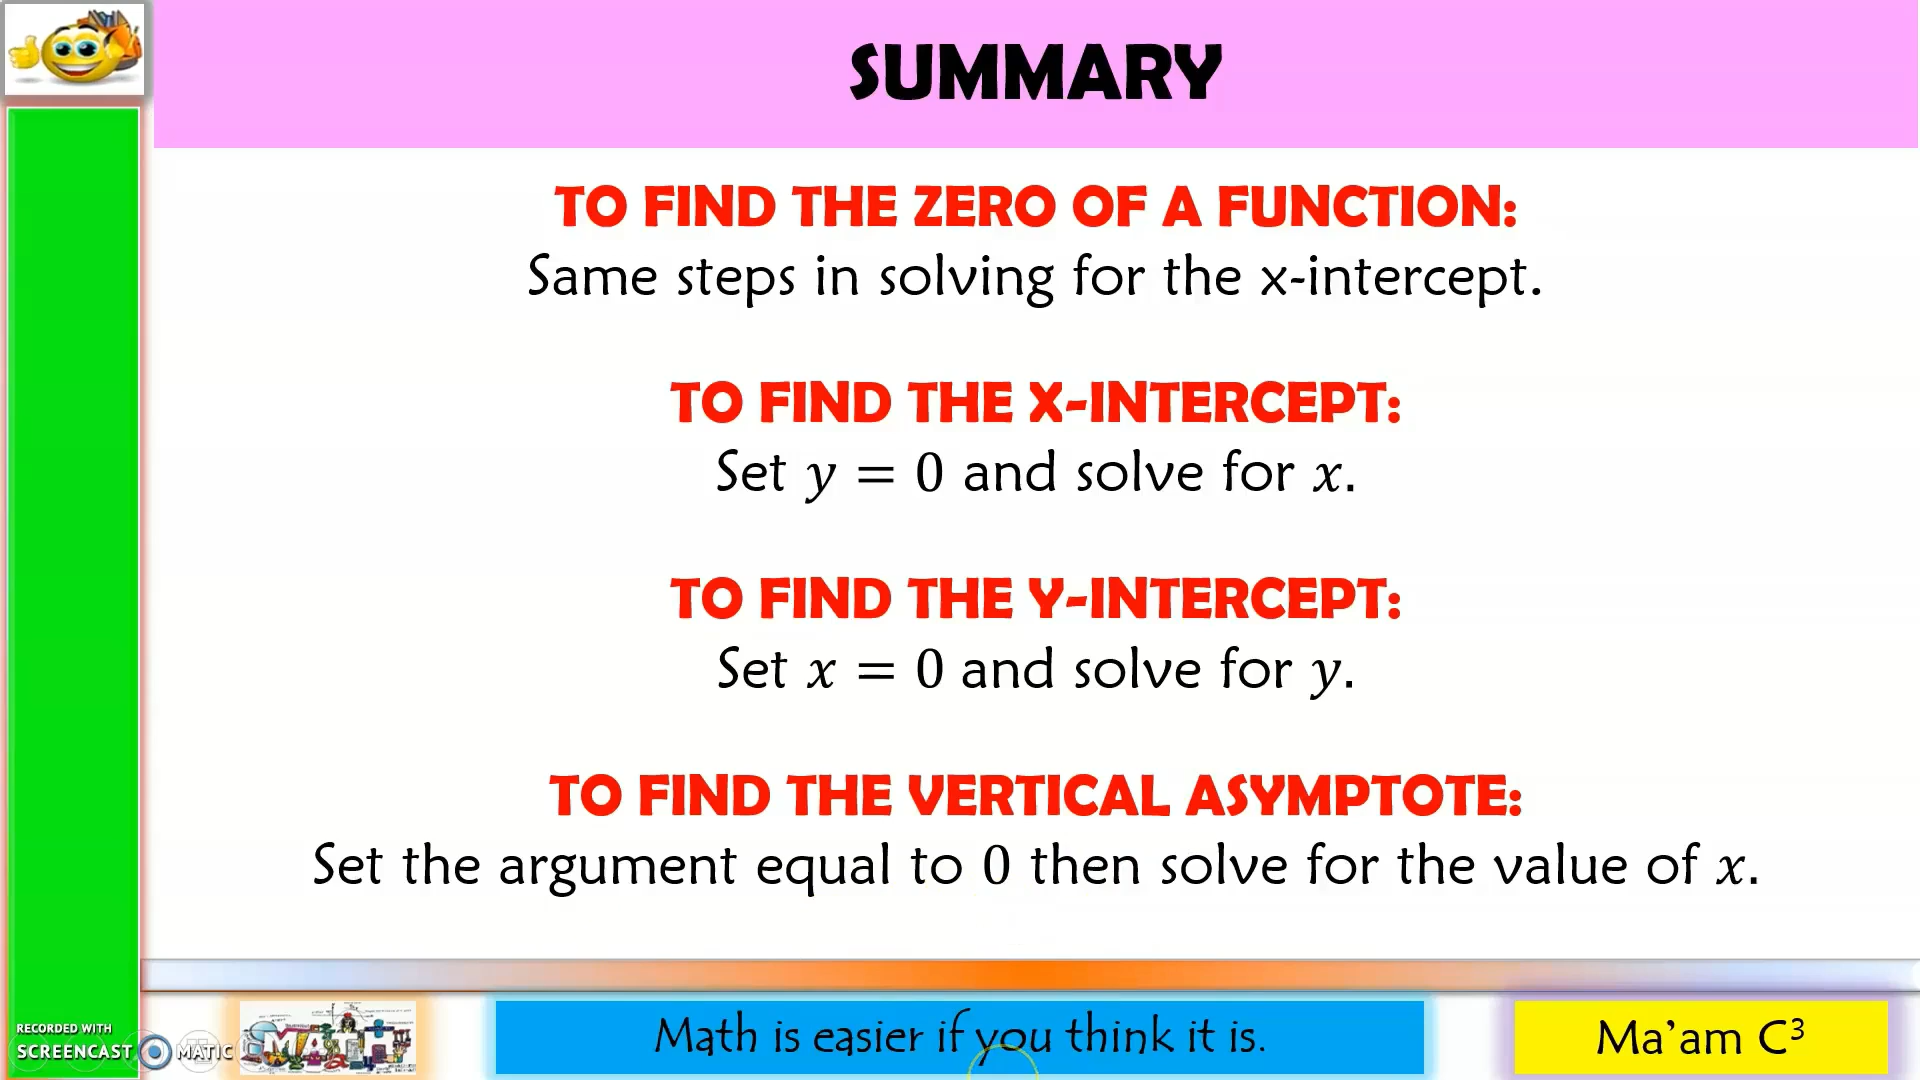 SUMMARY
TO FIND THE ZERO OF A FUNCTION:
Same steps in solving for the x-intercept.
TO FIND THE X-INTERCEPT:
Set y = 0 and solve for x.
TO FIND THE Y-INTERCEPT:
Set x = 0 and solve for y.
TO FIND THE VERTICAL ASYMPTOTE:
Set the argument equal to 0 then solve for the value of x.
RECORDED WITH
SCREENCAST MATIC
MATH
Math is easier if you think it is.
Ma’am C³